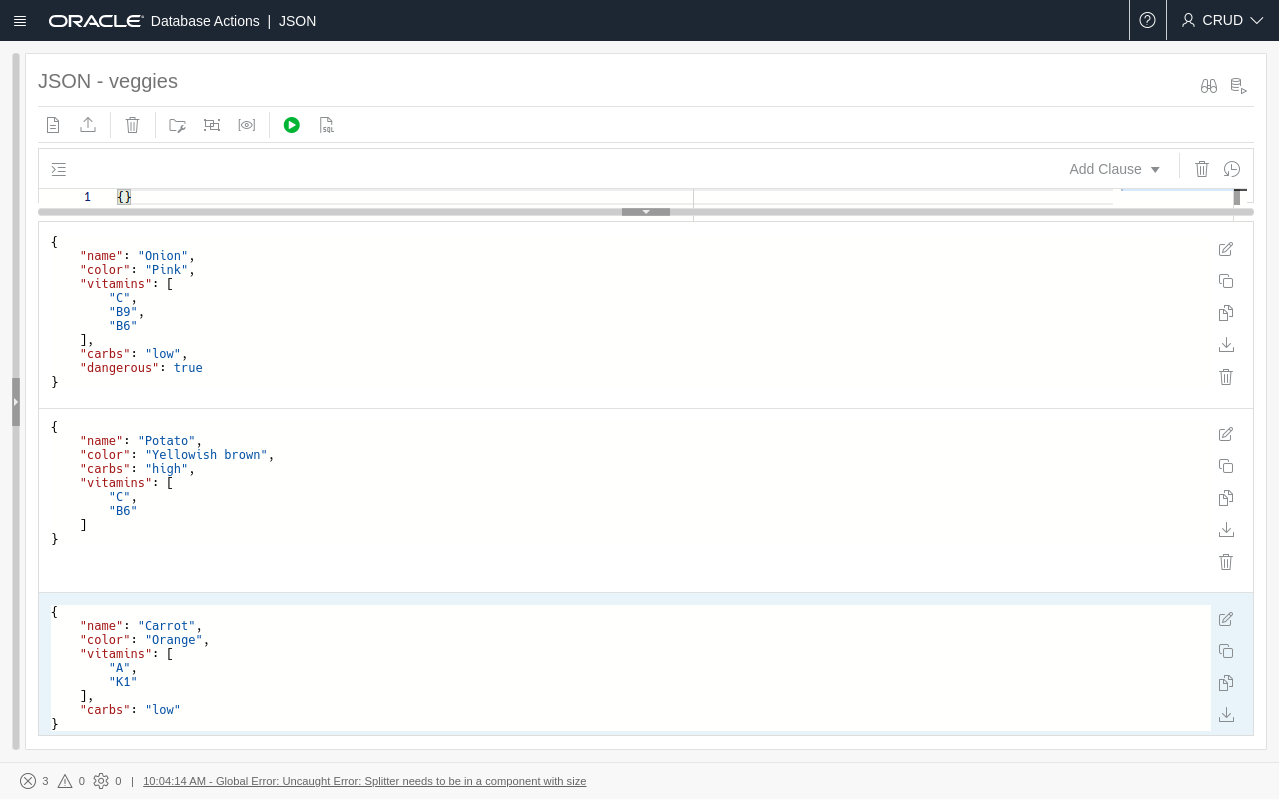 ORACLE Database Actions | JSON
CRUD
JSON - veggies
SQL
Add Clause
1 {}
{
    "name": "Onion",
    "color": "Pink",
    "vitamins": [
        "C",
        "B9",
        "B6"
    ],
    "carbs": "low",
    "dangerous": true
}
{
    "name": "Potato",
    "color": "Yellowish brown",
    "carbs": "high",
    "vitamins": [
        "C",
        "B6"
    ]
}
{
    "name": "Carrot",
    "color": "Orange",
    "vitamins": [
        "A",
        "K1"
    ],
    "carbs": "low"
}
3 0 0 | 10:04:14 AM - Global Error: Uncaught Error: Splitter needs to be in a component with size